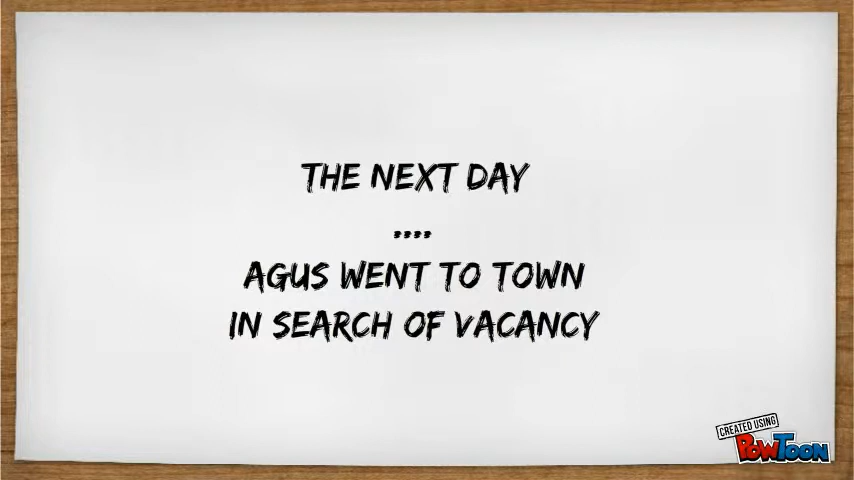 THE NEXT DAY
....
AGUS WENT TO TOWN
IN SEARCH OF VACANCY
CREATED USING
POWTOON